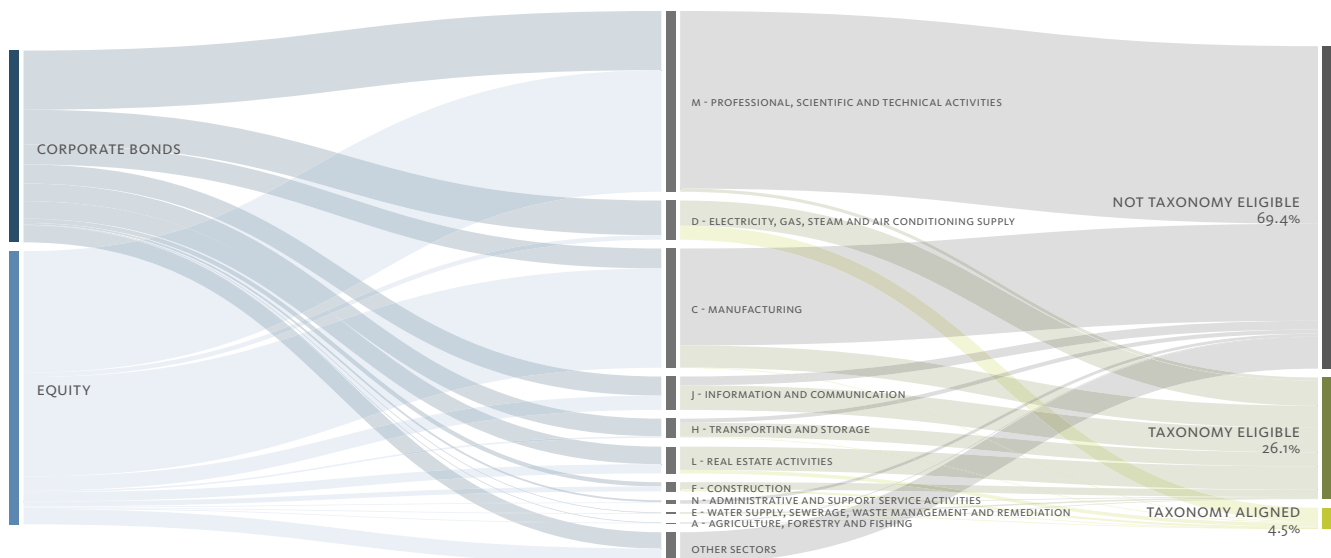 CORPORATE BONDS
EQUITY
M - PROFESSIONAL, SCIENTIFIC AND TECHNICAL ACTIVITIES
D - ELECTRICITY, GAS, STEAM AND AIR CONDITIONING SUPPLY
C - MANUFACTURING
J - INFORMATION AND COMMUNICATION
H - TRANSPORTING AND STORAGE
L - REAL ESTATE ACTIVITIES
F - CONSTRUCTION
N - ADMINISTRATIVE AND SUPPORT SERVICE ACTIVITIES
E - WATER SUPPLY, SEWERAGE, WASTE MANAGEMENT AND REMEDIATION
A - AGRICULTURE, FORESTRY AND FISHING
OTHER SECTORS
NOT TAXONOMY ELIGIBLE
69.4%
TAXONOMY ELIGIBLE
26.1%
TAXONOMY ALIGNED
4.5%